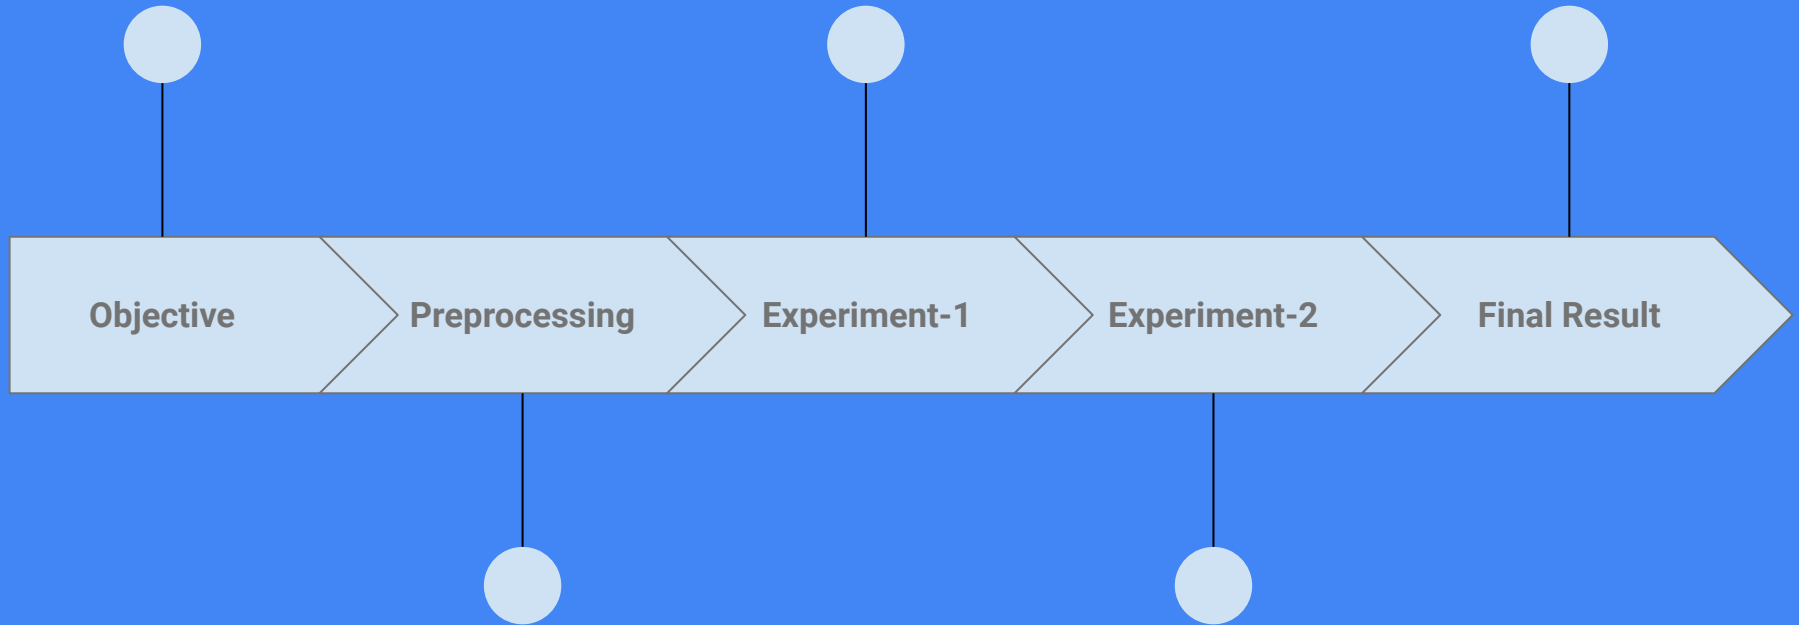 Objective
Preprocessing
Experiment-1
Experiment-2
Final Result